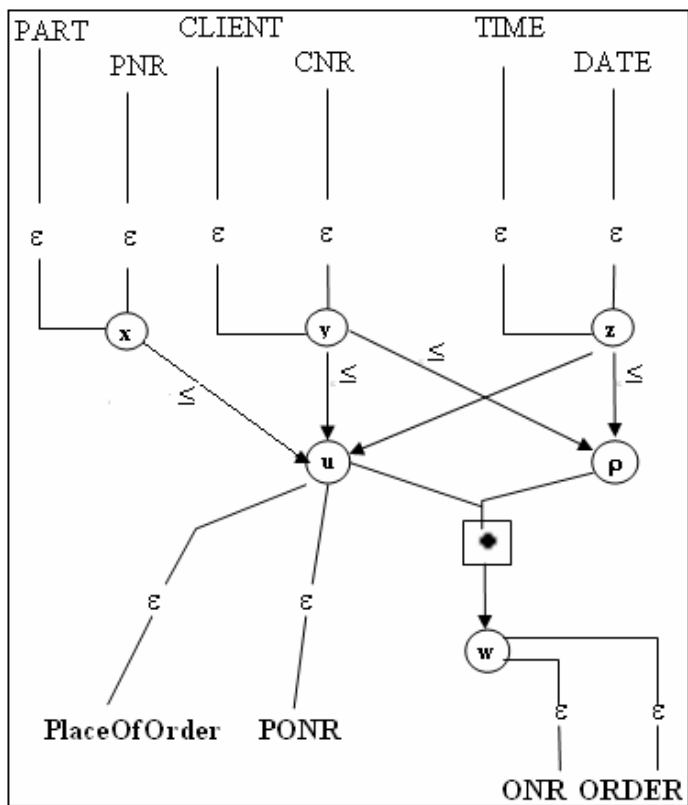 PART CLIENT TIME
PNR CNR DATE
ε ε ε ε ε ε
x y z
≤ ≤ ≤ ≤
u ρ
ε ε
w
PlaceOfOrder PONR
ε ε
ONR ORDER